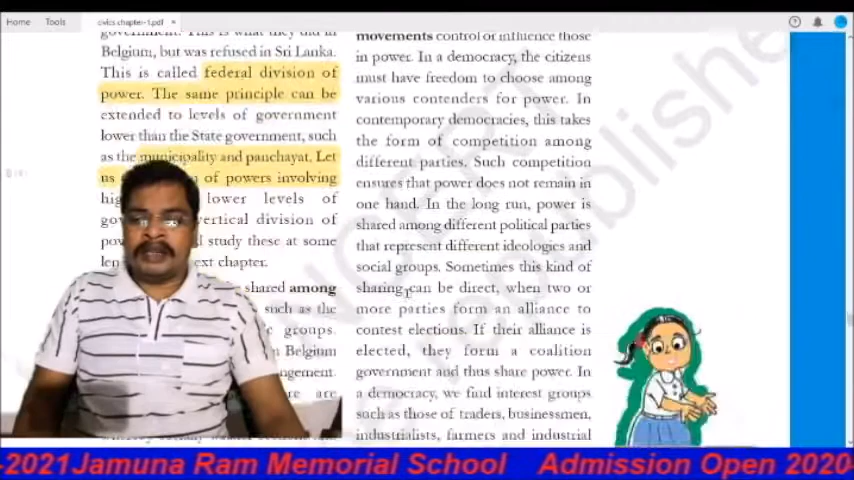 Home Tools civics chapter-1.pdf ×
government. This is what they did in
Belgium, but was refused in Sri Lanka.
This is called federal division of
power. The same principle can be
extended to levels of government
lower than the State government, such
as the municipality and panchayat. Let
us of powers involving
lower levels of
vertical division of
study these at some
next chapter.
shared among
such as the
groups.
Belgium
movements control or influence those
in power. In a democracy, the citizens
must have freedom to choose among
various contenders for power. In
contemporary democracies, this takes
the form of competition among
different parties. Such competition
ensures that power does not remain in
one hand. In the long run, power is
shared among different political parties
that represent different ideologies and
social groups. Sometimes this kind of
sharing can be direct, when two or
more parties form an alliance to
contest elections. If their alliance is
elected, they form a coalition
government and thus share power. In
a democracy, we find interest groups
such as those of traders, businessmen,
industrialists, farmers and industrial
NCERT
-2021 Jamuna Ram Memorial School Admission Open 2020-